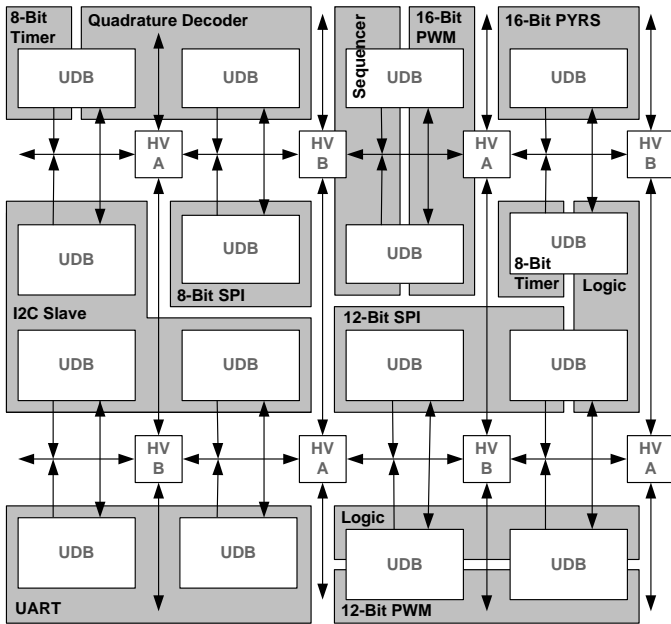 8-Bit
Timer
Quadrature Decoder
Sequencer
16-Bit
PWM
16-Bit PYRS
UDB
UDB
UDB
UDB
HV
A
HV
B
HV
A
HV
B
UDB
UDB
UDB
UDB
8-Bit SPI
8-Bit
Timer
Logic
I2C Slave
12-Bit SPI
UDB
UDB
UDB
UDB
HV
B
HV
A
HV
B
HV
A
Logic
UDB
UDB
UDB
UDB
UART
12-Bit PWM